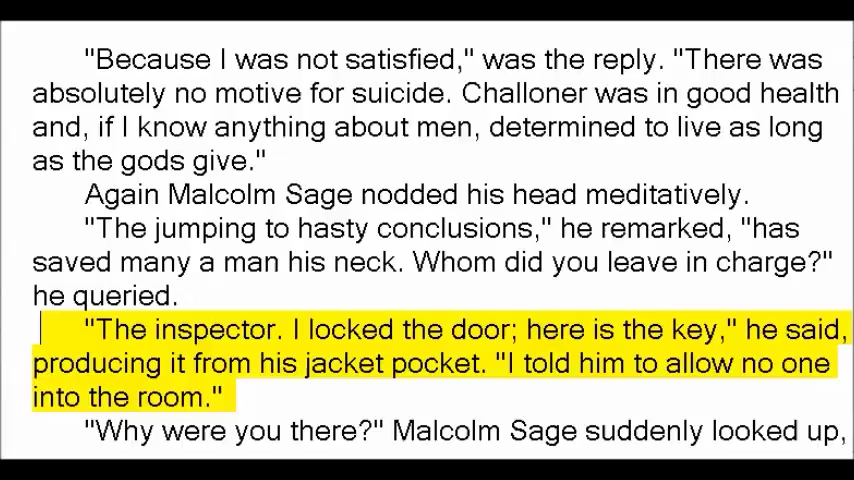 "Because I was not satisfied," was the reply. "There was
absolutely no motive for suicide. Challoner was in good health
and, if I know anything about men, determined to live as long
as the gods give."
Again Malcolm Sage nodded his head meditatively.
"The jumping to hasty conclusions," he remarked, "has
saved many a man his neck. Whom did you leave in charge?"
he queried.
"The inspector. I locked the door; here is the key," he said,
producing it from his jacket pocket. "I told him to allow no one
into the room."
"Why were you there?" Malcolm Sage suddenly looked up,